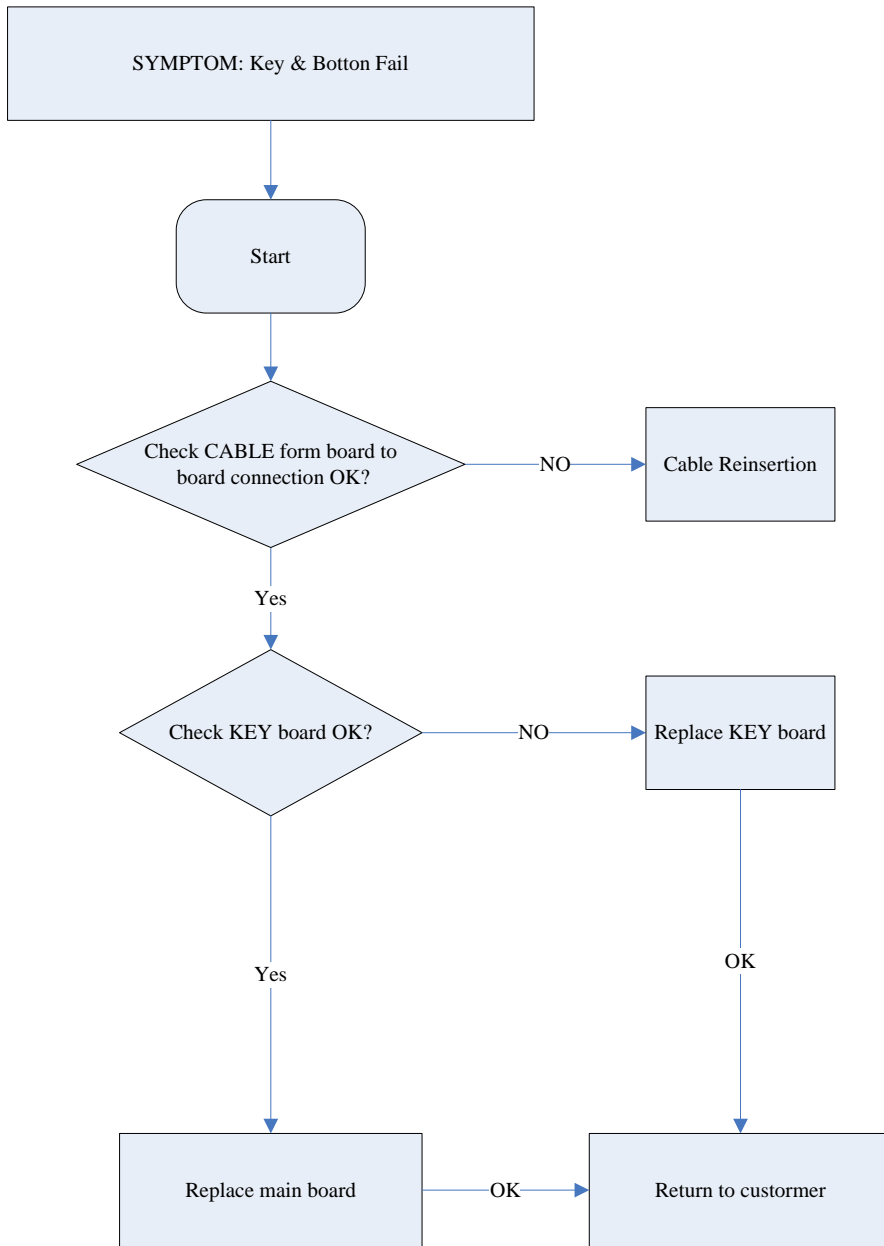 SYMPTOM: Key & Botton Fail
Start
Check CABLE form board to
board connection OK?
NO
Cable Reinsertion
Yes
Check KEY board OK?
NO
Replace KEY board
Yes
OK
Replace main board
OK
Return to custormer